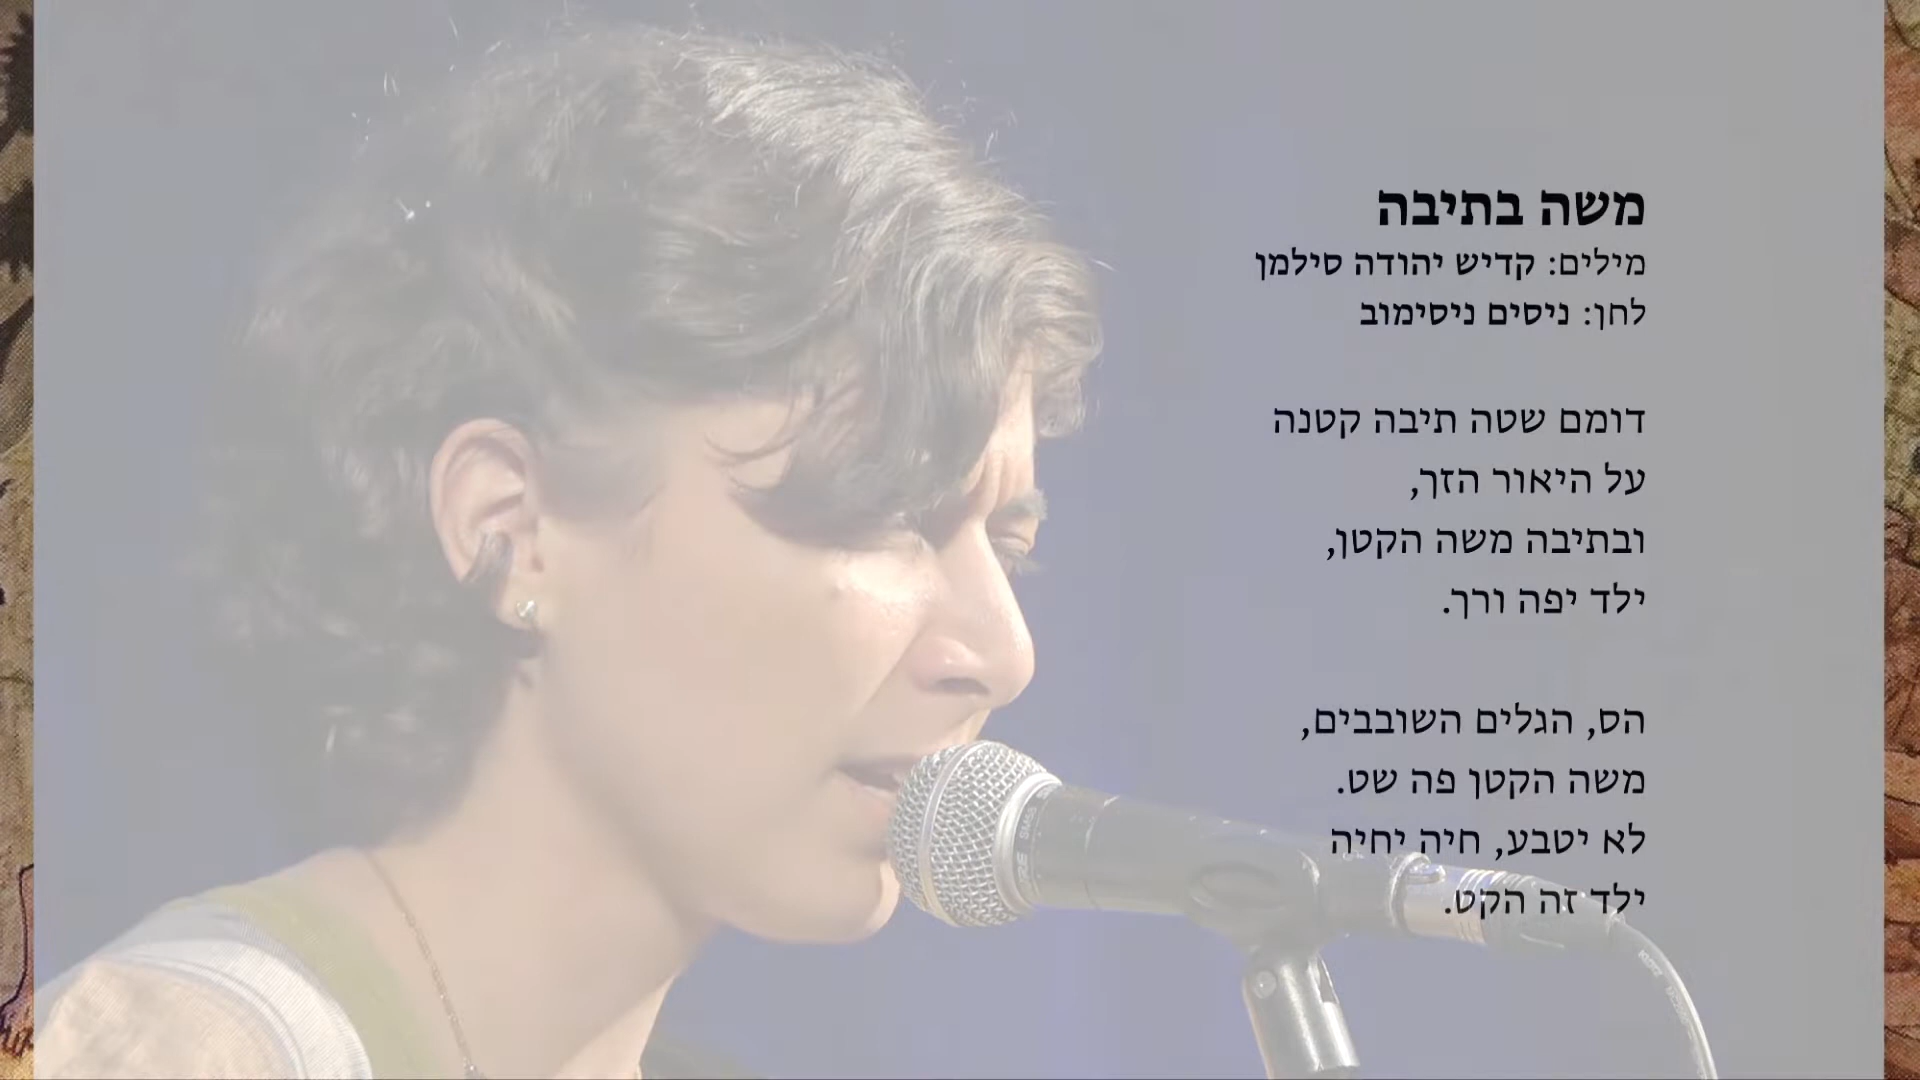 משה בתיבה
מילים: קדיש יהודה סילמן
לחן: ניסים ניסימוב
דומם שטה תיבה קטנה
על היאור הזך,
ובתיבה משה הקטן,
ילד יפה ורך.
הס, הגלים השובבים,
משה הקטן פה שט.
לא יטבע, חיה יחיה
ילד זה הקט.